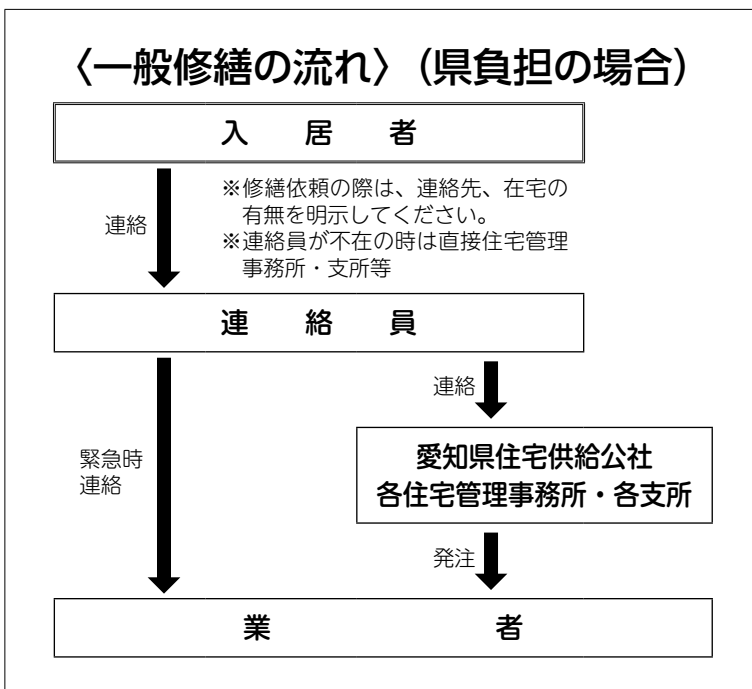 〈一般修繕の流れ〉（県負担の場合）
入居者
連絡
※修繕依頼の際は、連絡先、在宅の
有無を明示してください。
※連絡員が不在の時は直接住宅管理
事務所・支所等
連絡員
連絡
緊急時
連絡
愛知県住宅供給公社
各住宅管理事務所・各支所
発注
業者